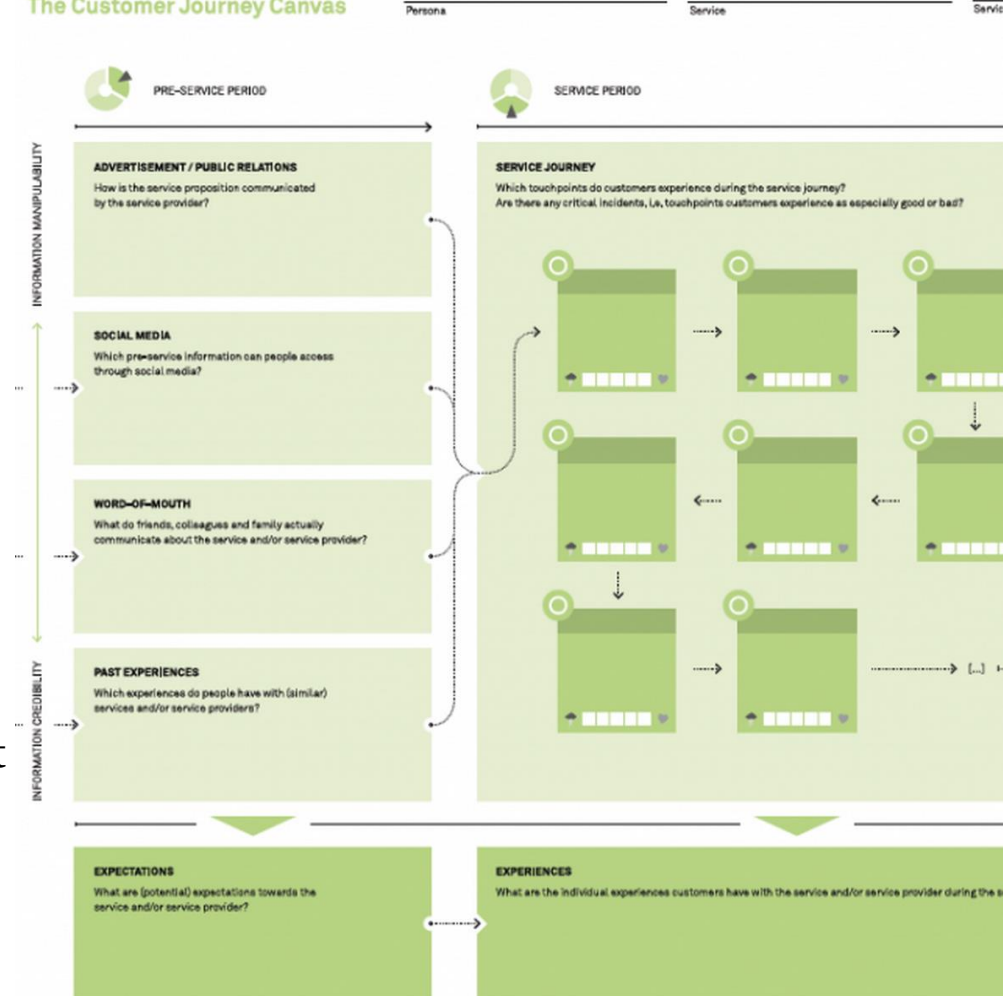 The Customer Journey Canvas
Persona
Service
PRE-SERVICE PERIOD
SERVICE PERIOD
INFORMATION MANIPULABILITY
INFORMATION CREDIBILITY
ADVERTISEMENT / PUBLIC RELATIONS
How is the service proposition communicated
by the service provider?
SOCIAL MEDIA
Which pre-service information can people access
through social media?
WORD-OF-MOUTH
What do friends, colleagues and family actually
communicate about the service and/or service provider?
PAST EXPERIENCES
Which experiences do people have with (similar)
services and/or service providers?
SERVICE JOURNEY
Which touchpoints do customers experience during the service journey?
Are there any critical incidents, i.e. touchpoints customers experience as especially good or bad?
[...]
EXPECTATIONS
What are (potential) expectations towards the
service and/or service provider?
EXPERIENCES
What are the individual experiences customers have with the service and/or service provider during the